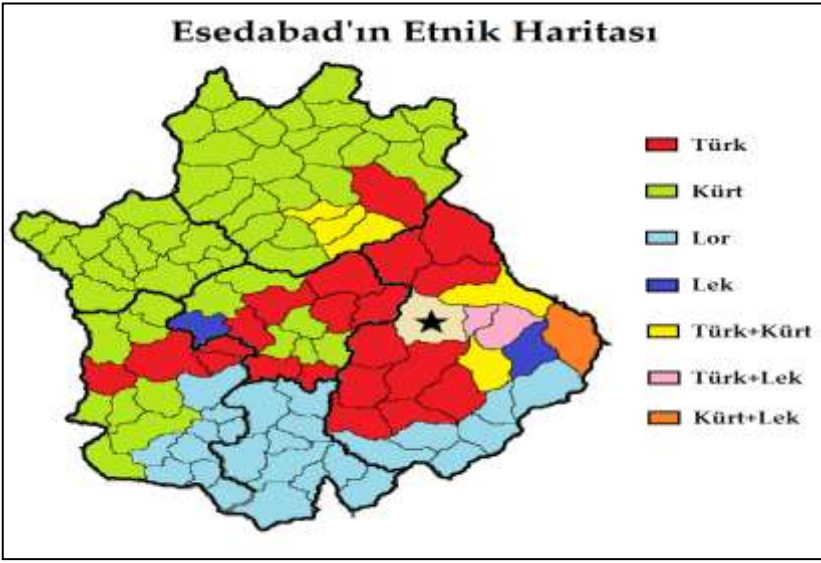 Esedabad'ın Etnik Haritası
Türk
Kürt
Lor
Lek
Türk+Kürt
Türk+Lek
Kürt+Lek